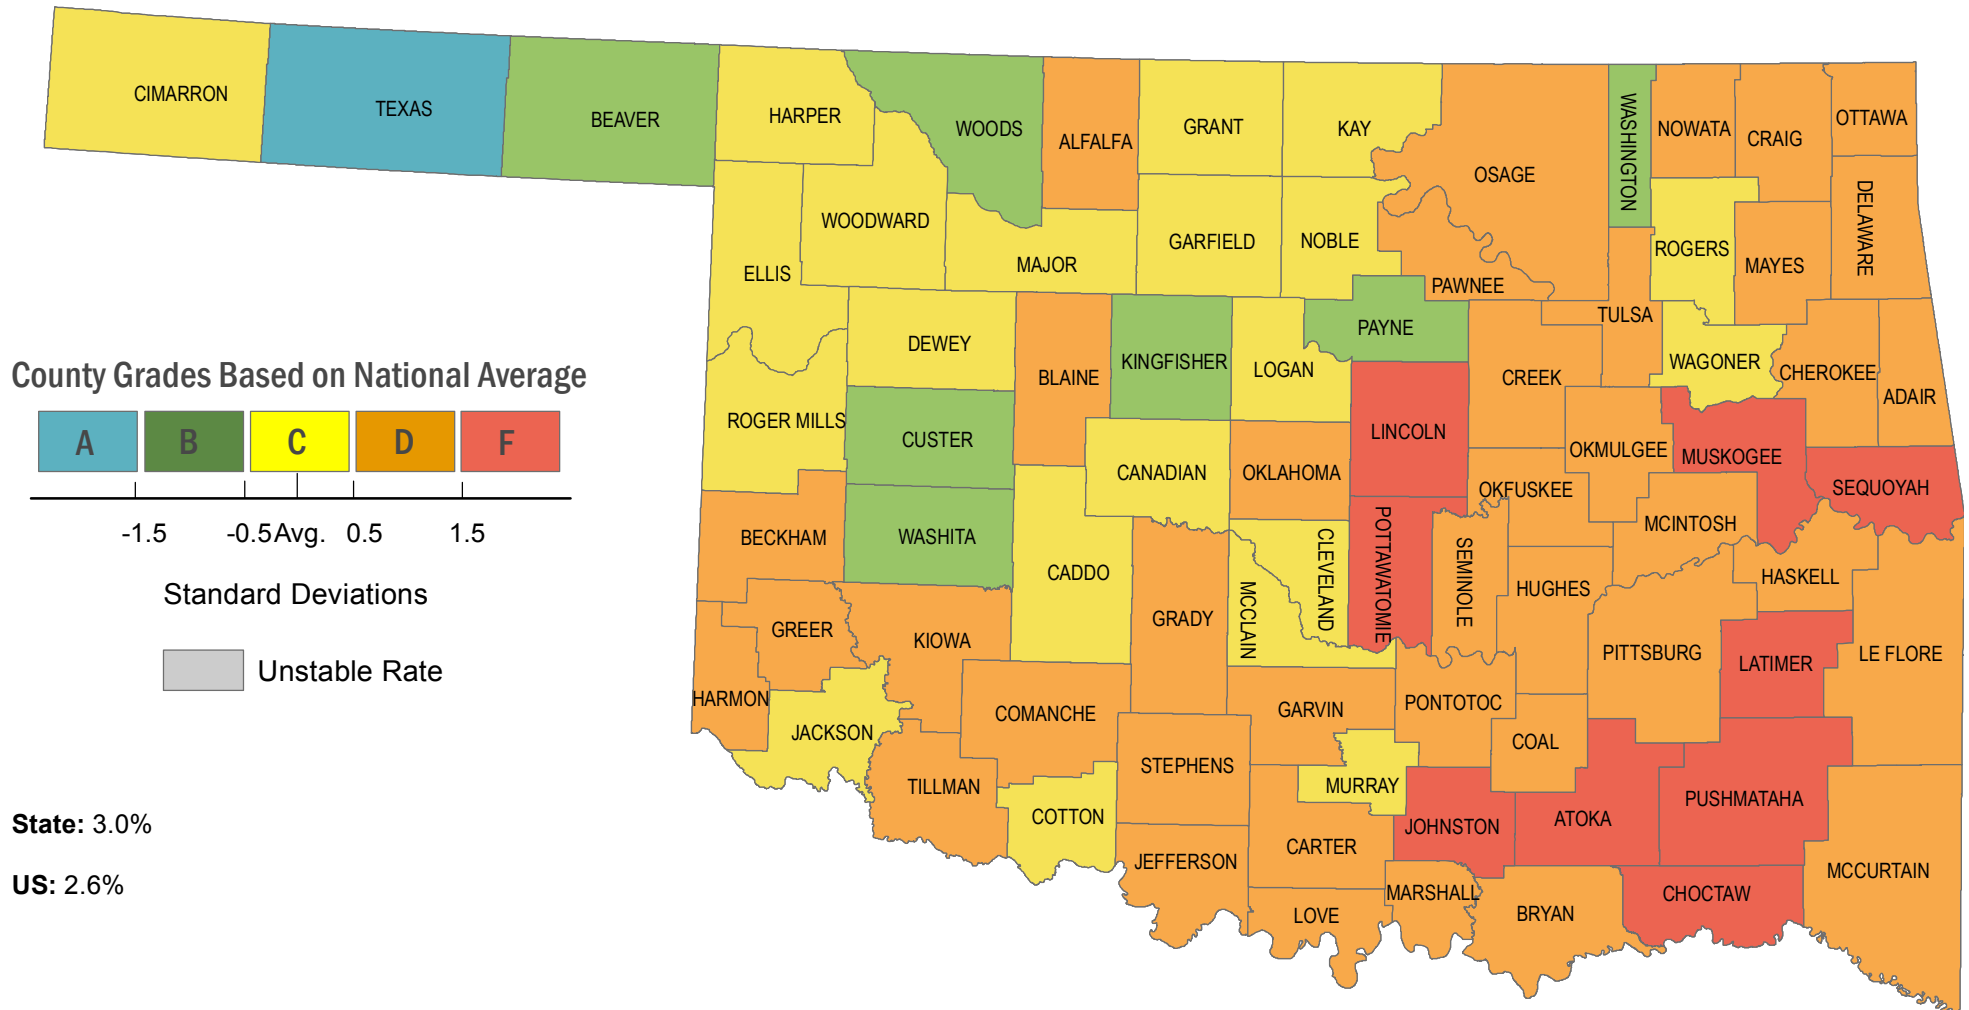 CIMARRON
TEXAS
BEAVER
HARPER
WOODS
ALFALFA
GRANT
KAY
OSAGE
WASHINGTON
NOWATA
CRAIG
OTTAWA
DELAWARE
WOODWARD
ELLIS
MAJOR
GARFIELD
NOBLE
PAWNEE
ROGERS
MAYES
TULSA
DEWEY
BLAINE
KINGFISHER
LOGAN
PAYNE
CREEK
WAGONER
CHEROKEE
ADAIR
County Grades Based on National Average
A B C D F
-1.5 -0.5 Avg. 0.5 1.5
Standard Deviations
Unstable Rate
State: 3.0%
US: 2.6%
ROGER MILLS
CUSTER
CANADIAN
OKLAHOMA
LINCOLN
OKMULGEE
MUSKOGEE
SEQUOYAH
OKFUSKEE
MCINTOSH
BECKHAM
WASHITA
CADDO
GRADY
MCCLAIN
CLEVELAND
POTTAWATOMIE
SEMINOLE
HUGHES
HASKELL
GREER
KIOWA
PITTSBURG
LATIMER
LE FLORE
HARMON
JACKSON
COMANCHE
GARVIN
PONTOTOC
COAL
TILLMAN
STEPHENS
MURRAY
COTTON
JOHNSTON
ATOKA
PUSHMATAHA
JEFFERSON
CARTER
MCCURTAIN
MARSHALL
CHOCTAW
LOVE
BRYAN